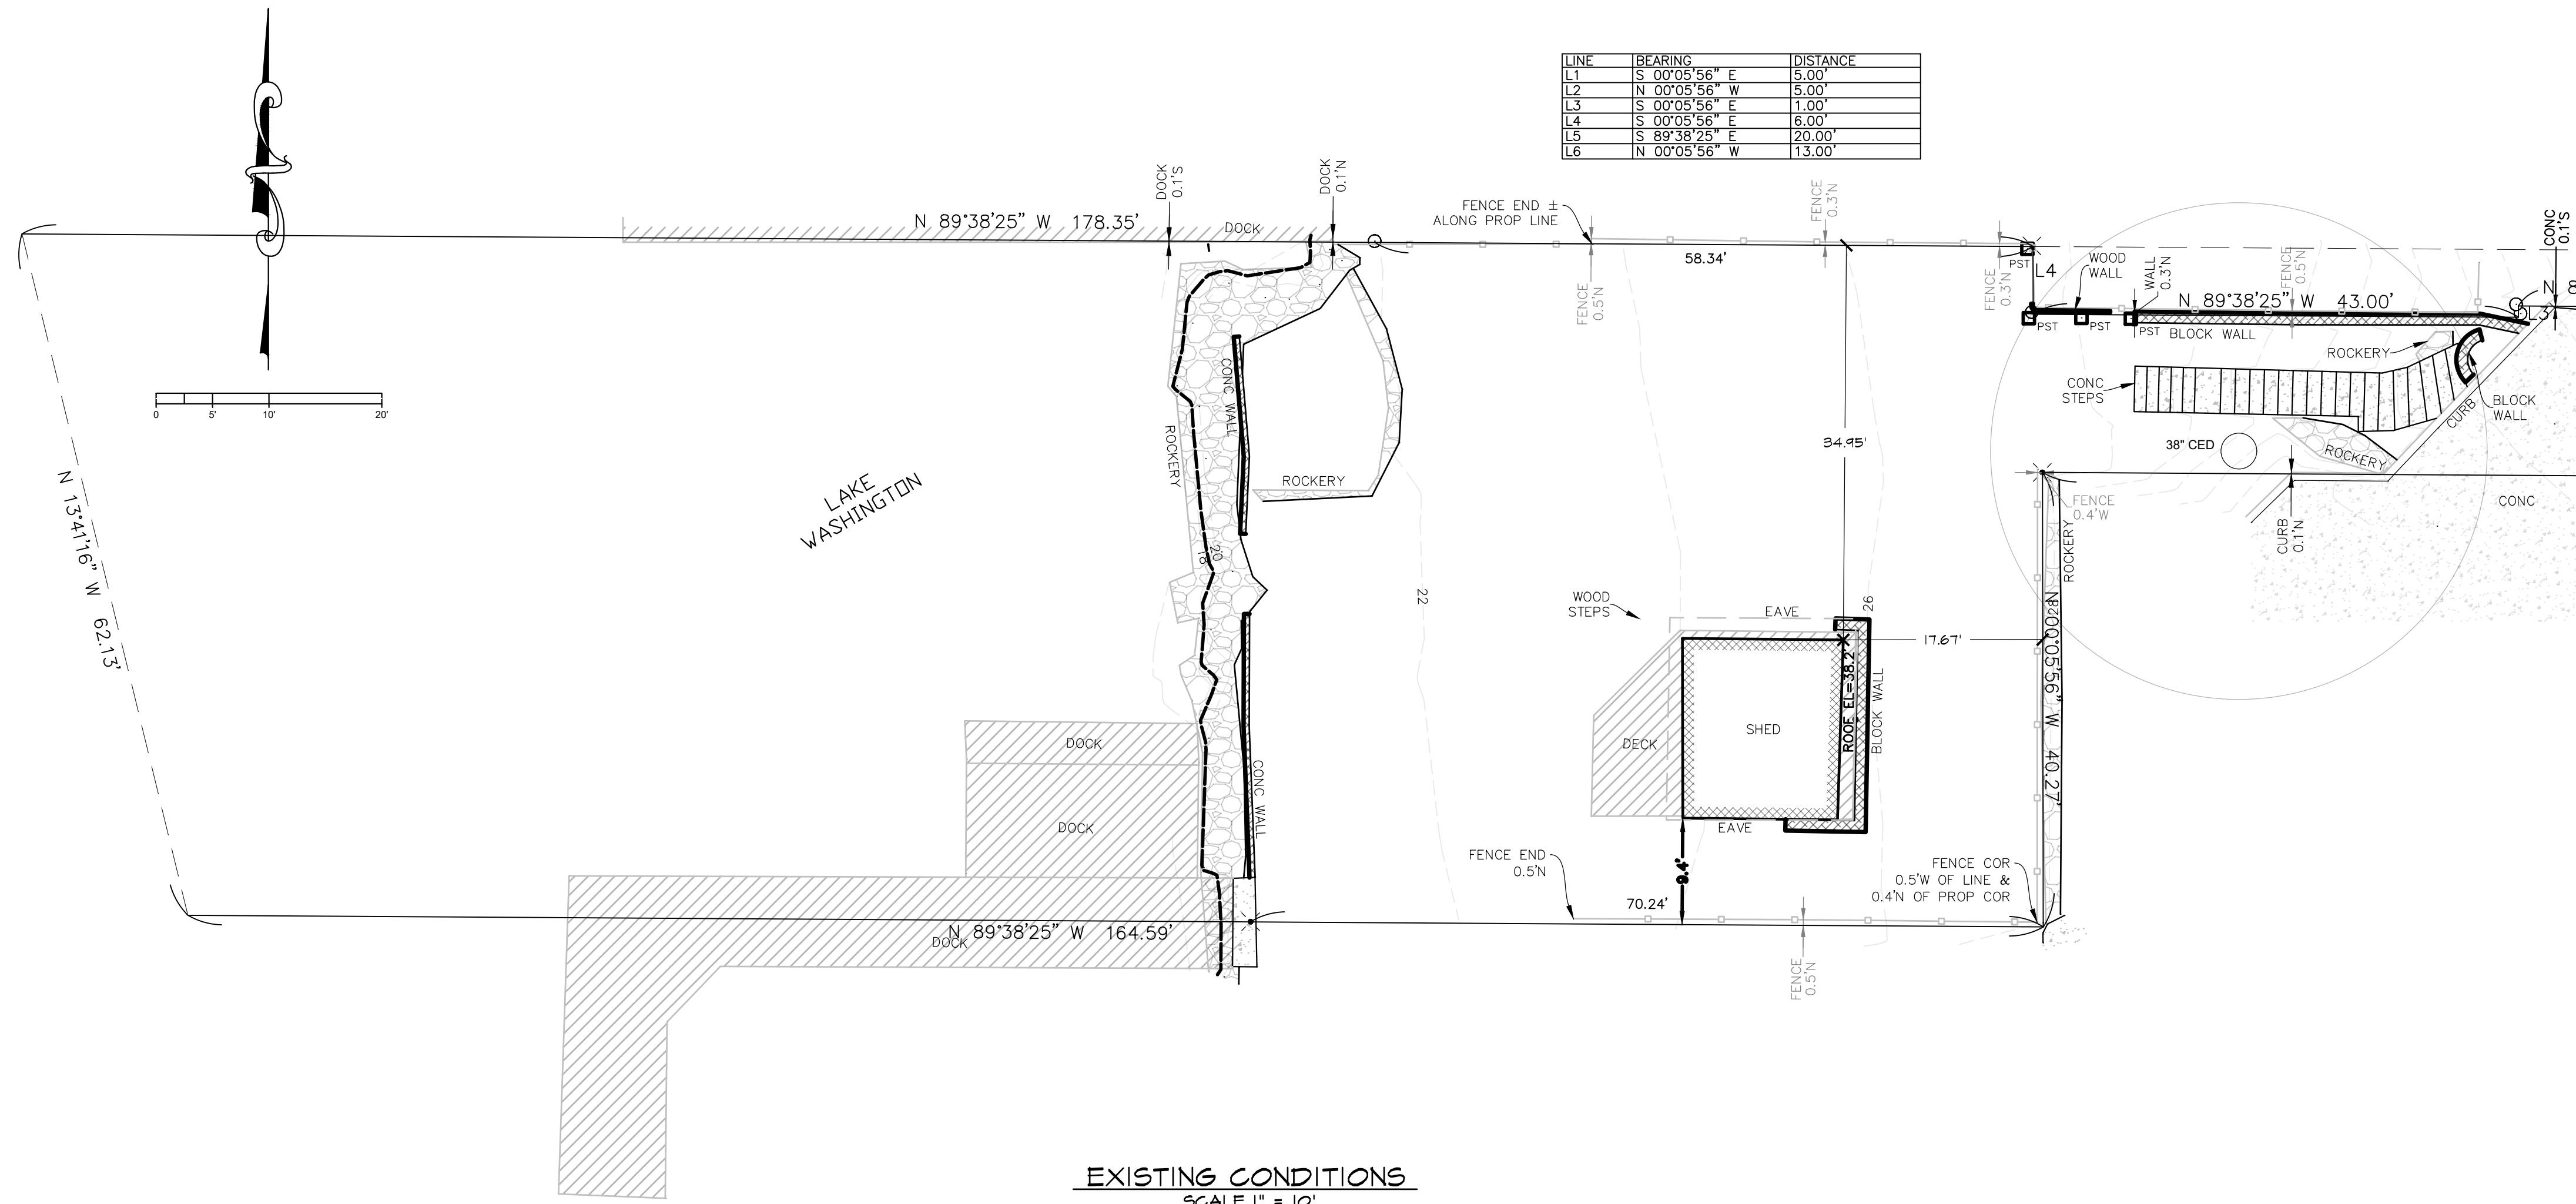 LINE BEARING DISTANCE
L1 S 00°05'56" E 5.00'
L2 N 00°05'56" W 5.00'
L3 S 00°05'56" E 1.00'
L4 S 00°05'56" E 6.00'
L5 S 89°38'25" E 20.00'
L6 N 00°05'56" W 13.00'
DOCK
0.1'S
DOCK
0.1'N
FENCE END ±
ALONG PROP LINE
FENCE
0.3'N
CONC
0.1'S
N 89°38'25" W 178.35'
DOCK
58.34'
FENCE
0.5'N
FENCE
0.3'N
PST
L4
WOOD
WALL
WALL
0.3'N
FENCE
0.5'N
N 89°38'25" W 43.00'
N 8
L3
PST
PST
PST
BLOCK WALL
ROCKERY
CONC
STEPS
BLOCK
WALL
CURB
0 5' 10' 20'
CONC WALL
ROCKERY
ROCKERY
34.95'
38" CED
ROCKERY
LAKE
WASHINGTON
N 13°41'16" W 62.13'
FENCE
0.4'W
CURB
0.1'N
CONC
ROCKERY
18
20
22
26
28
WOOD
STEPS
EAVE
17.67'
N 00°05'56" W 40.27'
ROOF EL=38.2'
BLOCK WALL
SHED
DECK
DOCK
DOCK
CONC WALL
EAVE
9.4'
FENCE END
0.5'N
FENCE COR
0.5'W OF LINE &
0.4'N OF PROP COR
70.24'
N 89°38'25" W 164.59'
DOCK
FENCE
0.5'N
EXISTING CONDITIONS
SCALE 1" = 10'